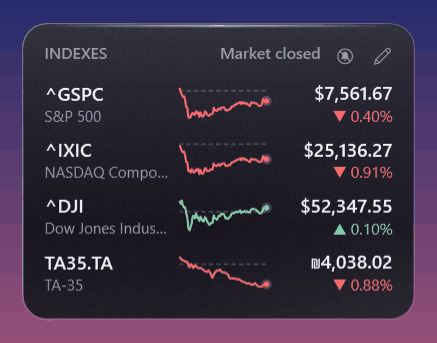 INDEXES Market closed
^GSPC $7,561.67
S&P 500 ▼ 0.40%
^IXIC $25,136.27
NASDAQ Compo... ▼ 0.91%
^DJI $52,347.55
Dow Jones Indus... ▲ 0.10%
TA35.TA ₪4,038.02
TA-35 ▼ 0.88%